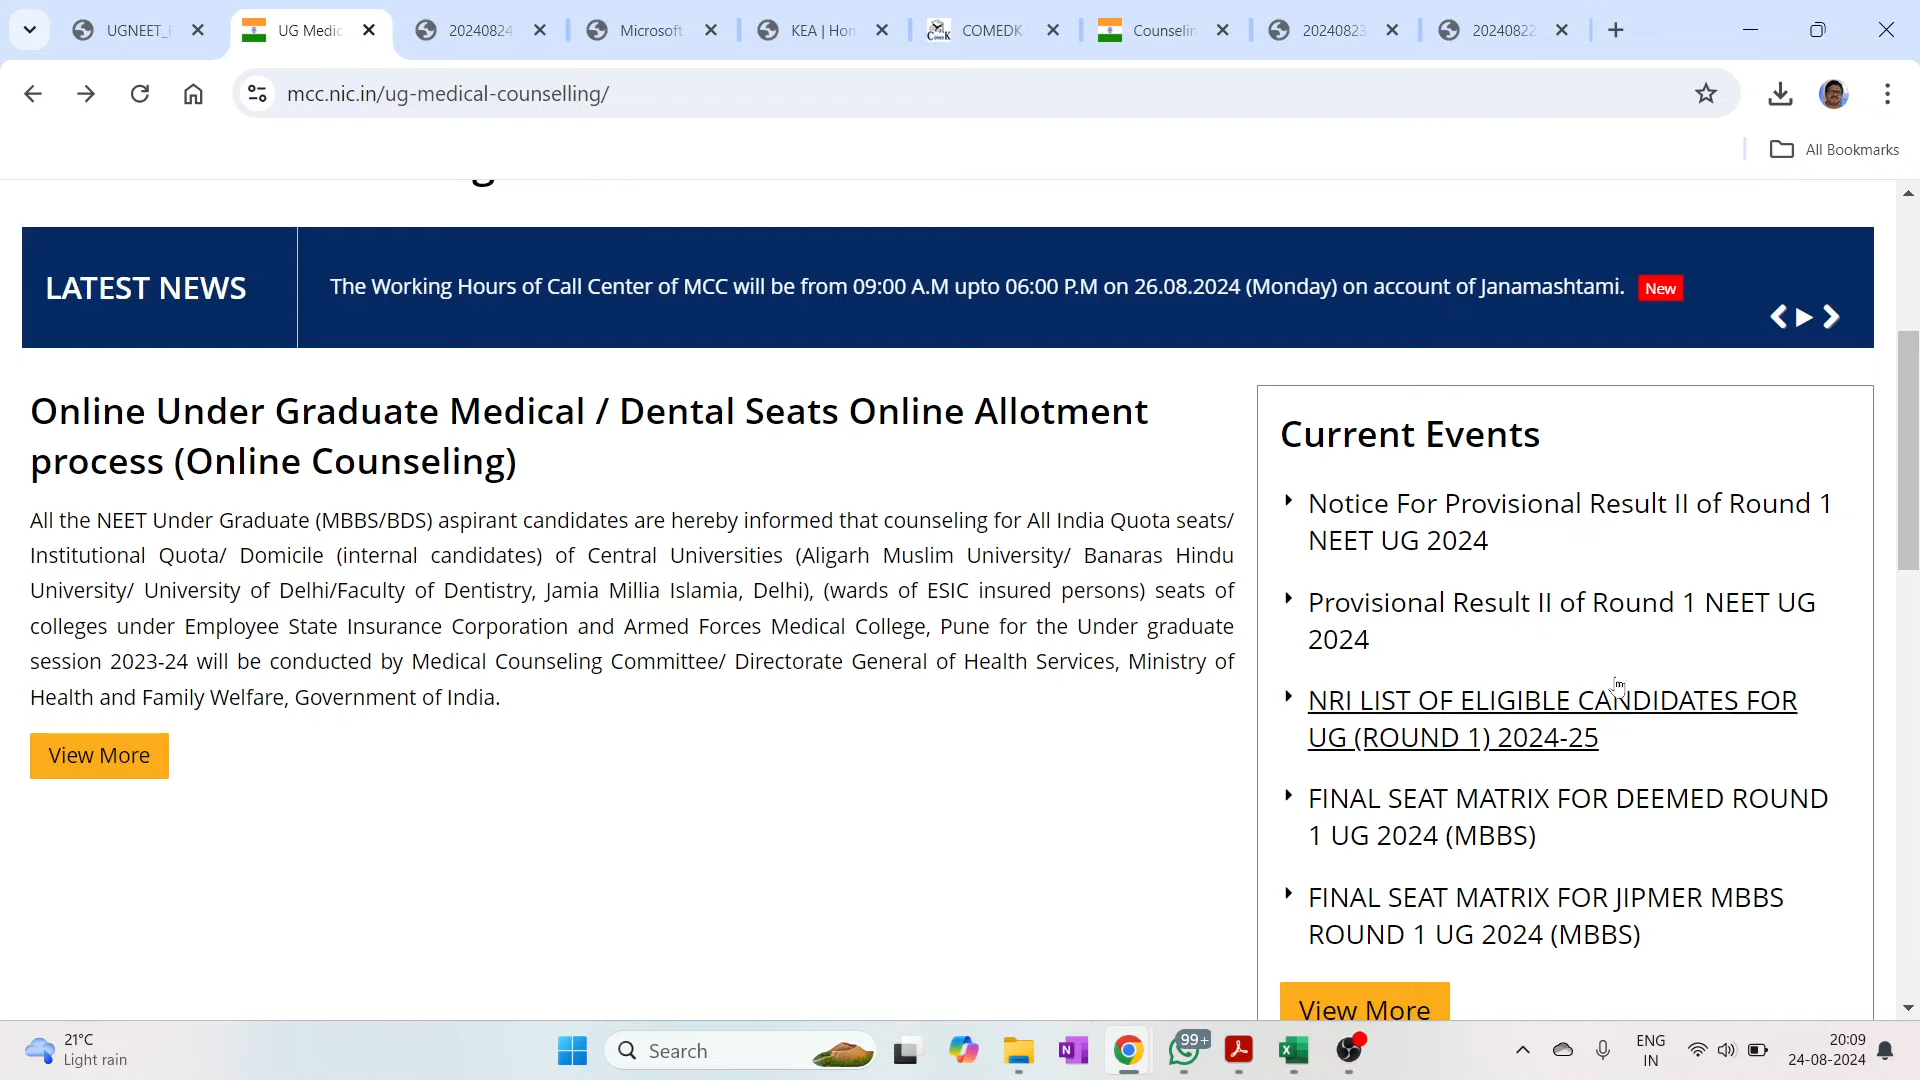 UGNEET_
UG Medic
20240824
Microsoft
KEA | Hon
COMEDK
Counselin
20240823
20240822
mcc.nic.in/ug-medical-counselling/
All Bookmarks
LATEST NEWS
The Working Hours of Call Center of MCC will be from 09:00 A.M upto 06:00 P.M on 26.08.2024 (Monday) on account of Janamashtami. New
Online Under Graduate Medical / Dental Seats Online Allotment
process (Online Counseling)
All the NEET Under Graduate (MBBS/BDS) aspirant candidates are hereby informed that counseling for All India Quota seats/
Institutional Quota/ Domicile (internal candidates) of Central Universities (Aligarh Muslim University/ Banaras Hindu
University/ University of Delhi/Faculty of Dentistry, Jamia Millia Islamia, Delhi), (wards of ESIC insured persons) seats of
colleges under Employee State Insurance Corporation and Armed Forces Medical College, Pune for the Under graduate
session 2023-24 will be conducted by Medical Counseling Committee/ Directorate General of Health Services, Ministry of
Health and Family Welfare, Government of India.
View More
Current Events
Notice For Provisional Result II of Round 1
NEET UG 2024
Provisional Result II of Round 1 NEET UG
2024
NRI LIST OF ELIGIBLE CANDIDATES FOR
UG (ROUND 1) 2024-25
FINAL SEAT MATRIX FOR DEEMED ROUND
1 UG 2024 (MBBS)
FINAL SEAT MATRIX FOR JIPMER MBBS
ROUND 1 UG 2024 (MBBS)
View More
21°C
Light rain
Search
99+
ENG
IN
20:09
24-08-2024